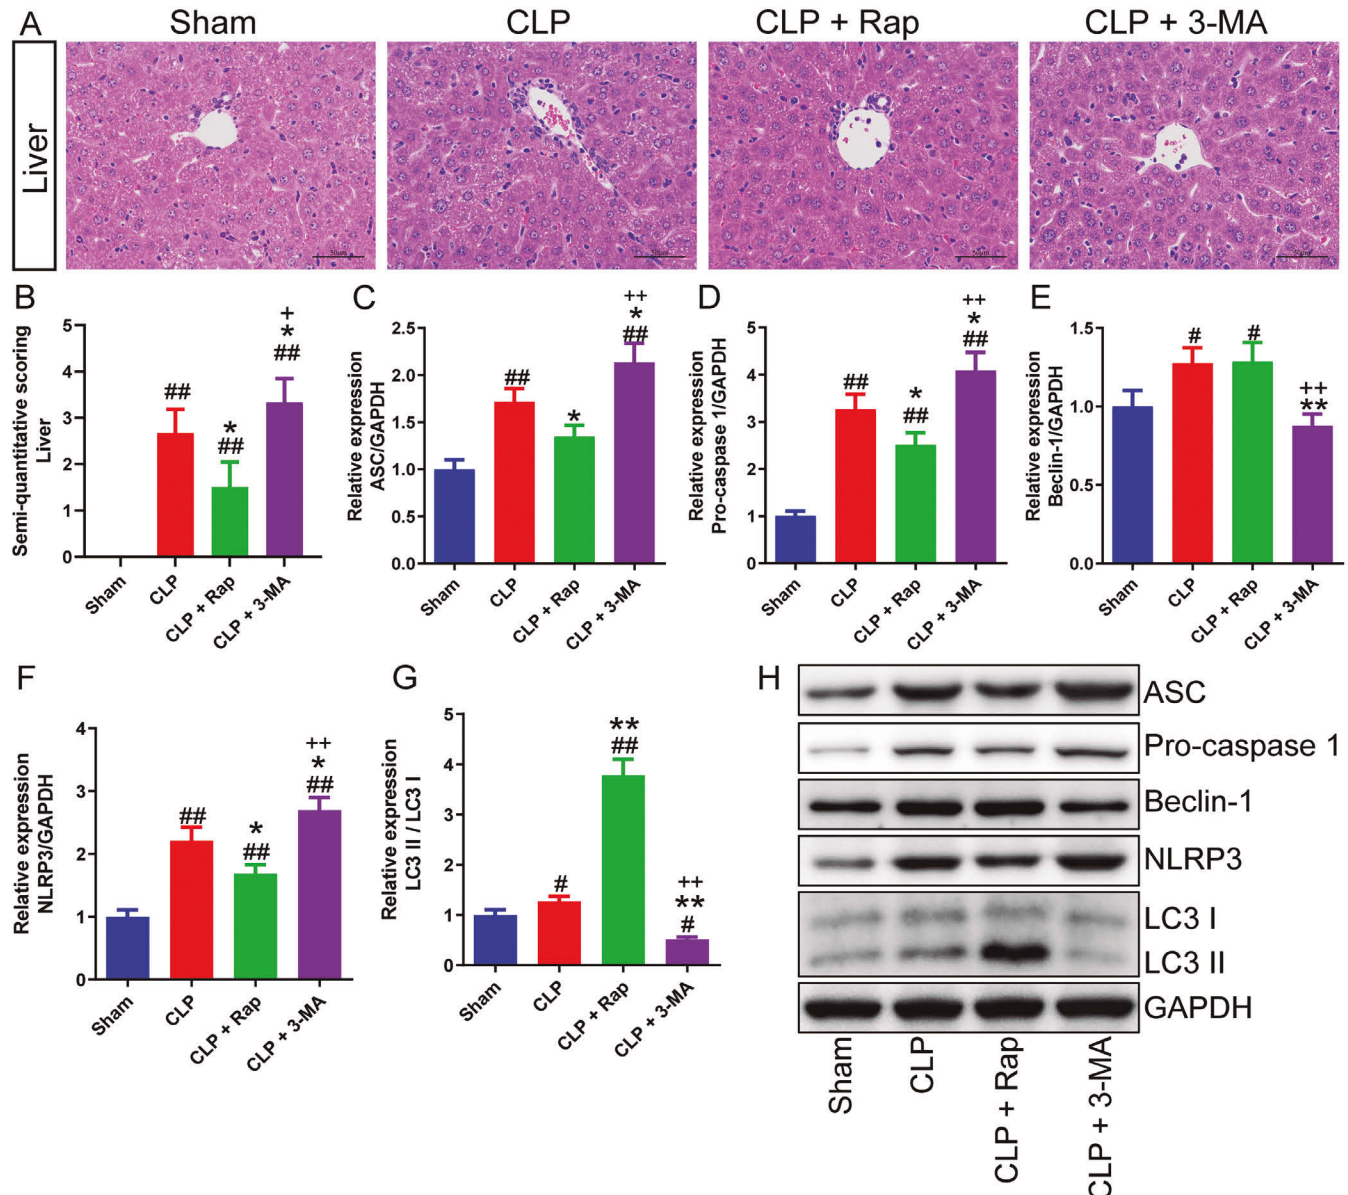 A
Sham
CLP
CLP + Rap
CLP + 3-MA
Liver
50μm
50μm
50μm
50μm
B
Semi-quantitative scoring
Liver
5
4
3
2
1
0
##
*
##
+
*
##
Sham
CLP
CLP + Rap
CLP + 3-MA
C
Relative expression
ASC/GAPDH
2.5
2.0
1.5
1.0
0.5
0.0
##
*
++
*
##
Sham
CLP
CLP + Rap
CLP + 3-MA
D
Relative expression
Pro-caspase 1/GAPDH
5
4
3
2
1
0
##
*
##
++
*
##
Sham
CLP
CLP + Rap
CLP + 3-MA
E
Relative expression
Beclin-1/GAPDH
1.5
1.0
0.5
0.0
#
#
++
**
Sham
CLP
CLP + Rap
CLP + 3-MA
F
Relative expression
NLRP3/GAPDH
4
3
2
1
0
##
*
##
++
*
##
Sham
CLP
CLP + Rap
CLP + 3-MA
G
Relative expression
LC3 II / LC3 I
5
4
3
2
1
0
#
**
##
++
**
#
Sham
CLP
CLP + Rap
CLP + 3-MA
H
ASC
Pro-caspase 1
Beclin-1
NLRP3
LC3 I
LC3 II
GAPDH
Sham
CLP
CLP + Rap
CLP + 3-MA